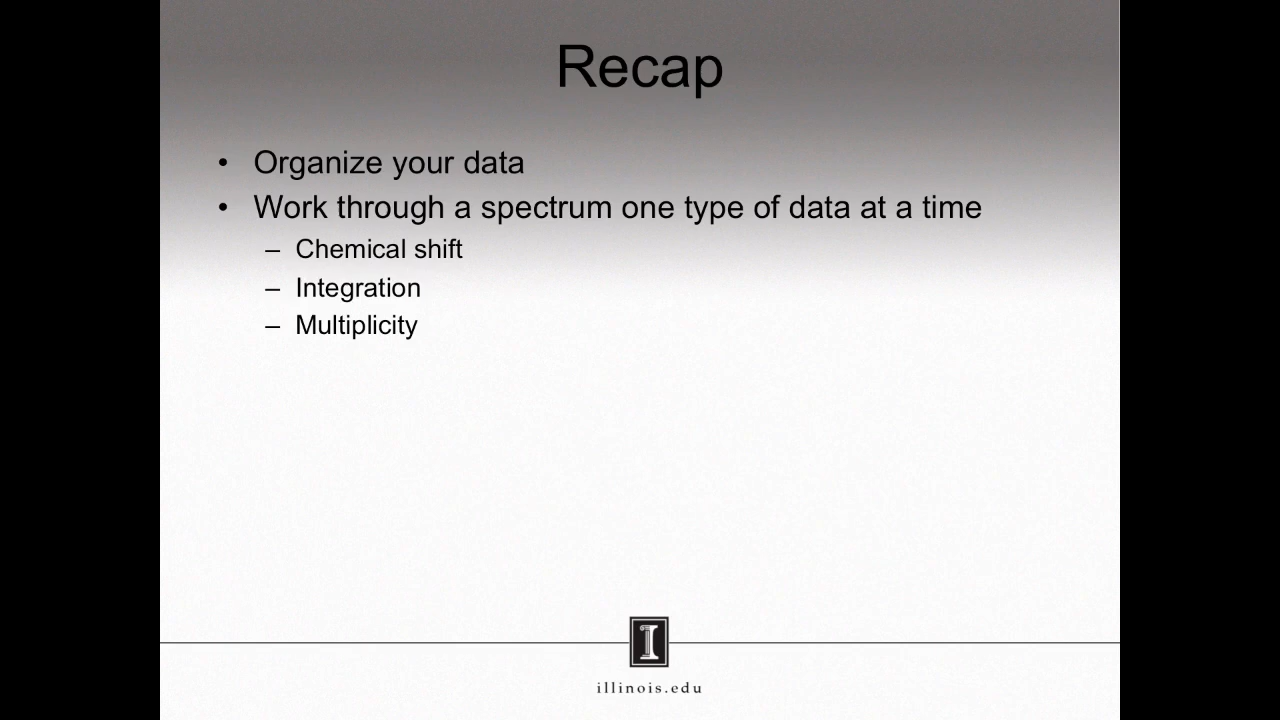 Recap
• Organize your data
• Work through a spectrum one type of data at a time
– Chemical shift
– Integration
– Multiplicity
I
illinois.edu